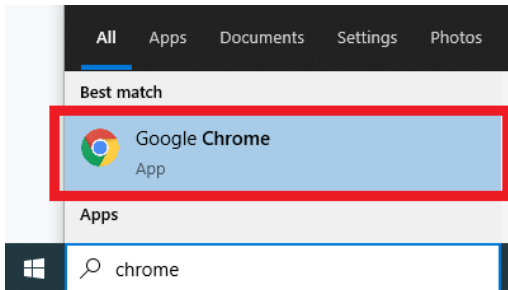 All Apps Documents Settings Photos
Best match
Google Chrome
App
Apps
chrome